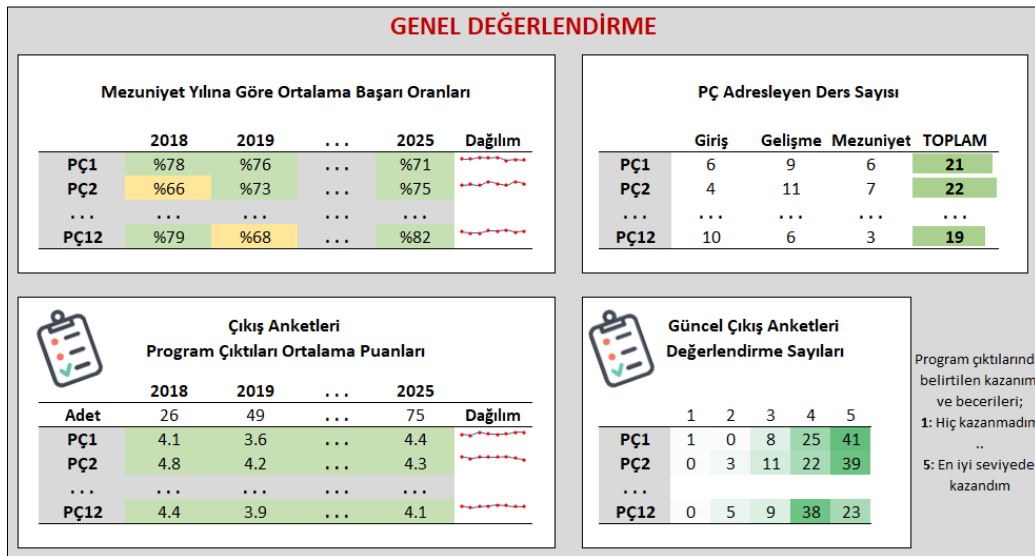 GENEL DEĞERLENDİRME
Mezuniyet Yılına Göre Ortalama Başarı Oranları
2018 2019 ... 2025 Dağılım
PÇ1 %78 %76 ... %71
PÇ2 %66 %73 ... %75
... ... ... ... ...
PÇ12 %79 %68 ... %82
PÇ Adresleyen Ders Sayısı
Giriş Gelişme Mezuniyet TOPLAM
PÇ1 6 9 6 21
PÇ2 4 11 7 22
... ... ... ... ...
PÇ12 10 6 3 19
Çıkış Anketleri
Program Çıktıları Ortalama Puanları
2018 2019 ... 2025
Adet 26 49 ... 75 Dağılım
PÇ1 4.1 3.6 ... 4.4
PÇ2 4.8 4.2 ... 4.3
... ... ... ... ...
PÇ12 4.4 3.9 ... 4.1
Güncel Çıkış Anketleri
Değerlendirme Sayıları
1 2 3 4 5
PÇ1 1 0 8 25 41
PÇ2 0 3 11 22 39
...
PÇ12 0 5 9 38 23
Program çıktılarınd
belirtilen kazanım
ve becerileri;
1: Hiç kazanmadım
..
5: En iyi seviyede
kazandım